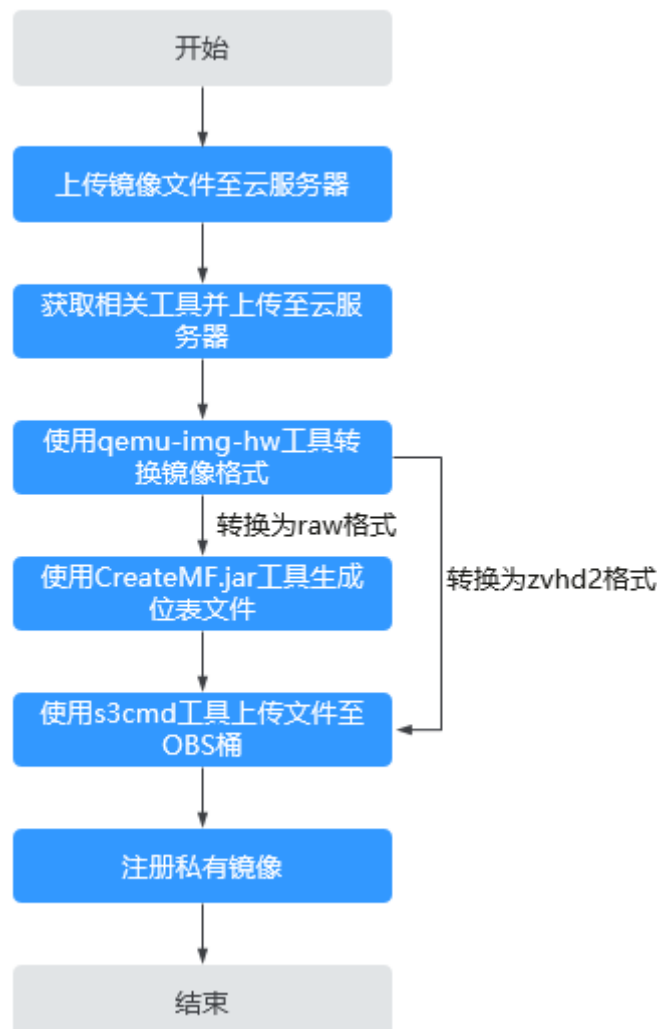 开始
上传镜像文件至云服务器
获取相关工具并上传至云服
务器
使用qemu-img-hw工具转
换镜像格式
转换为raw格式
转换为zvhd2格式
使用CreateMF.jar工具生成
位表文件
使用s3cmd工具上传文件至
OBS桶
注册私有镜像
结束